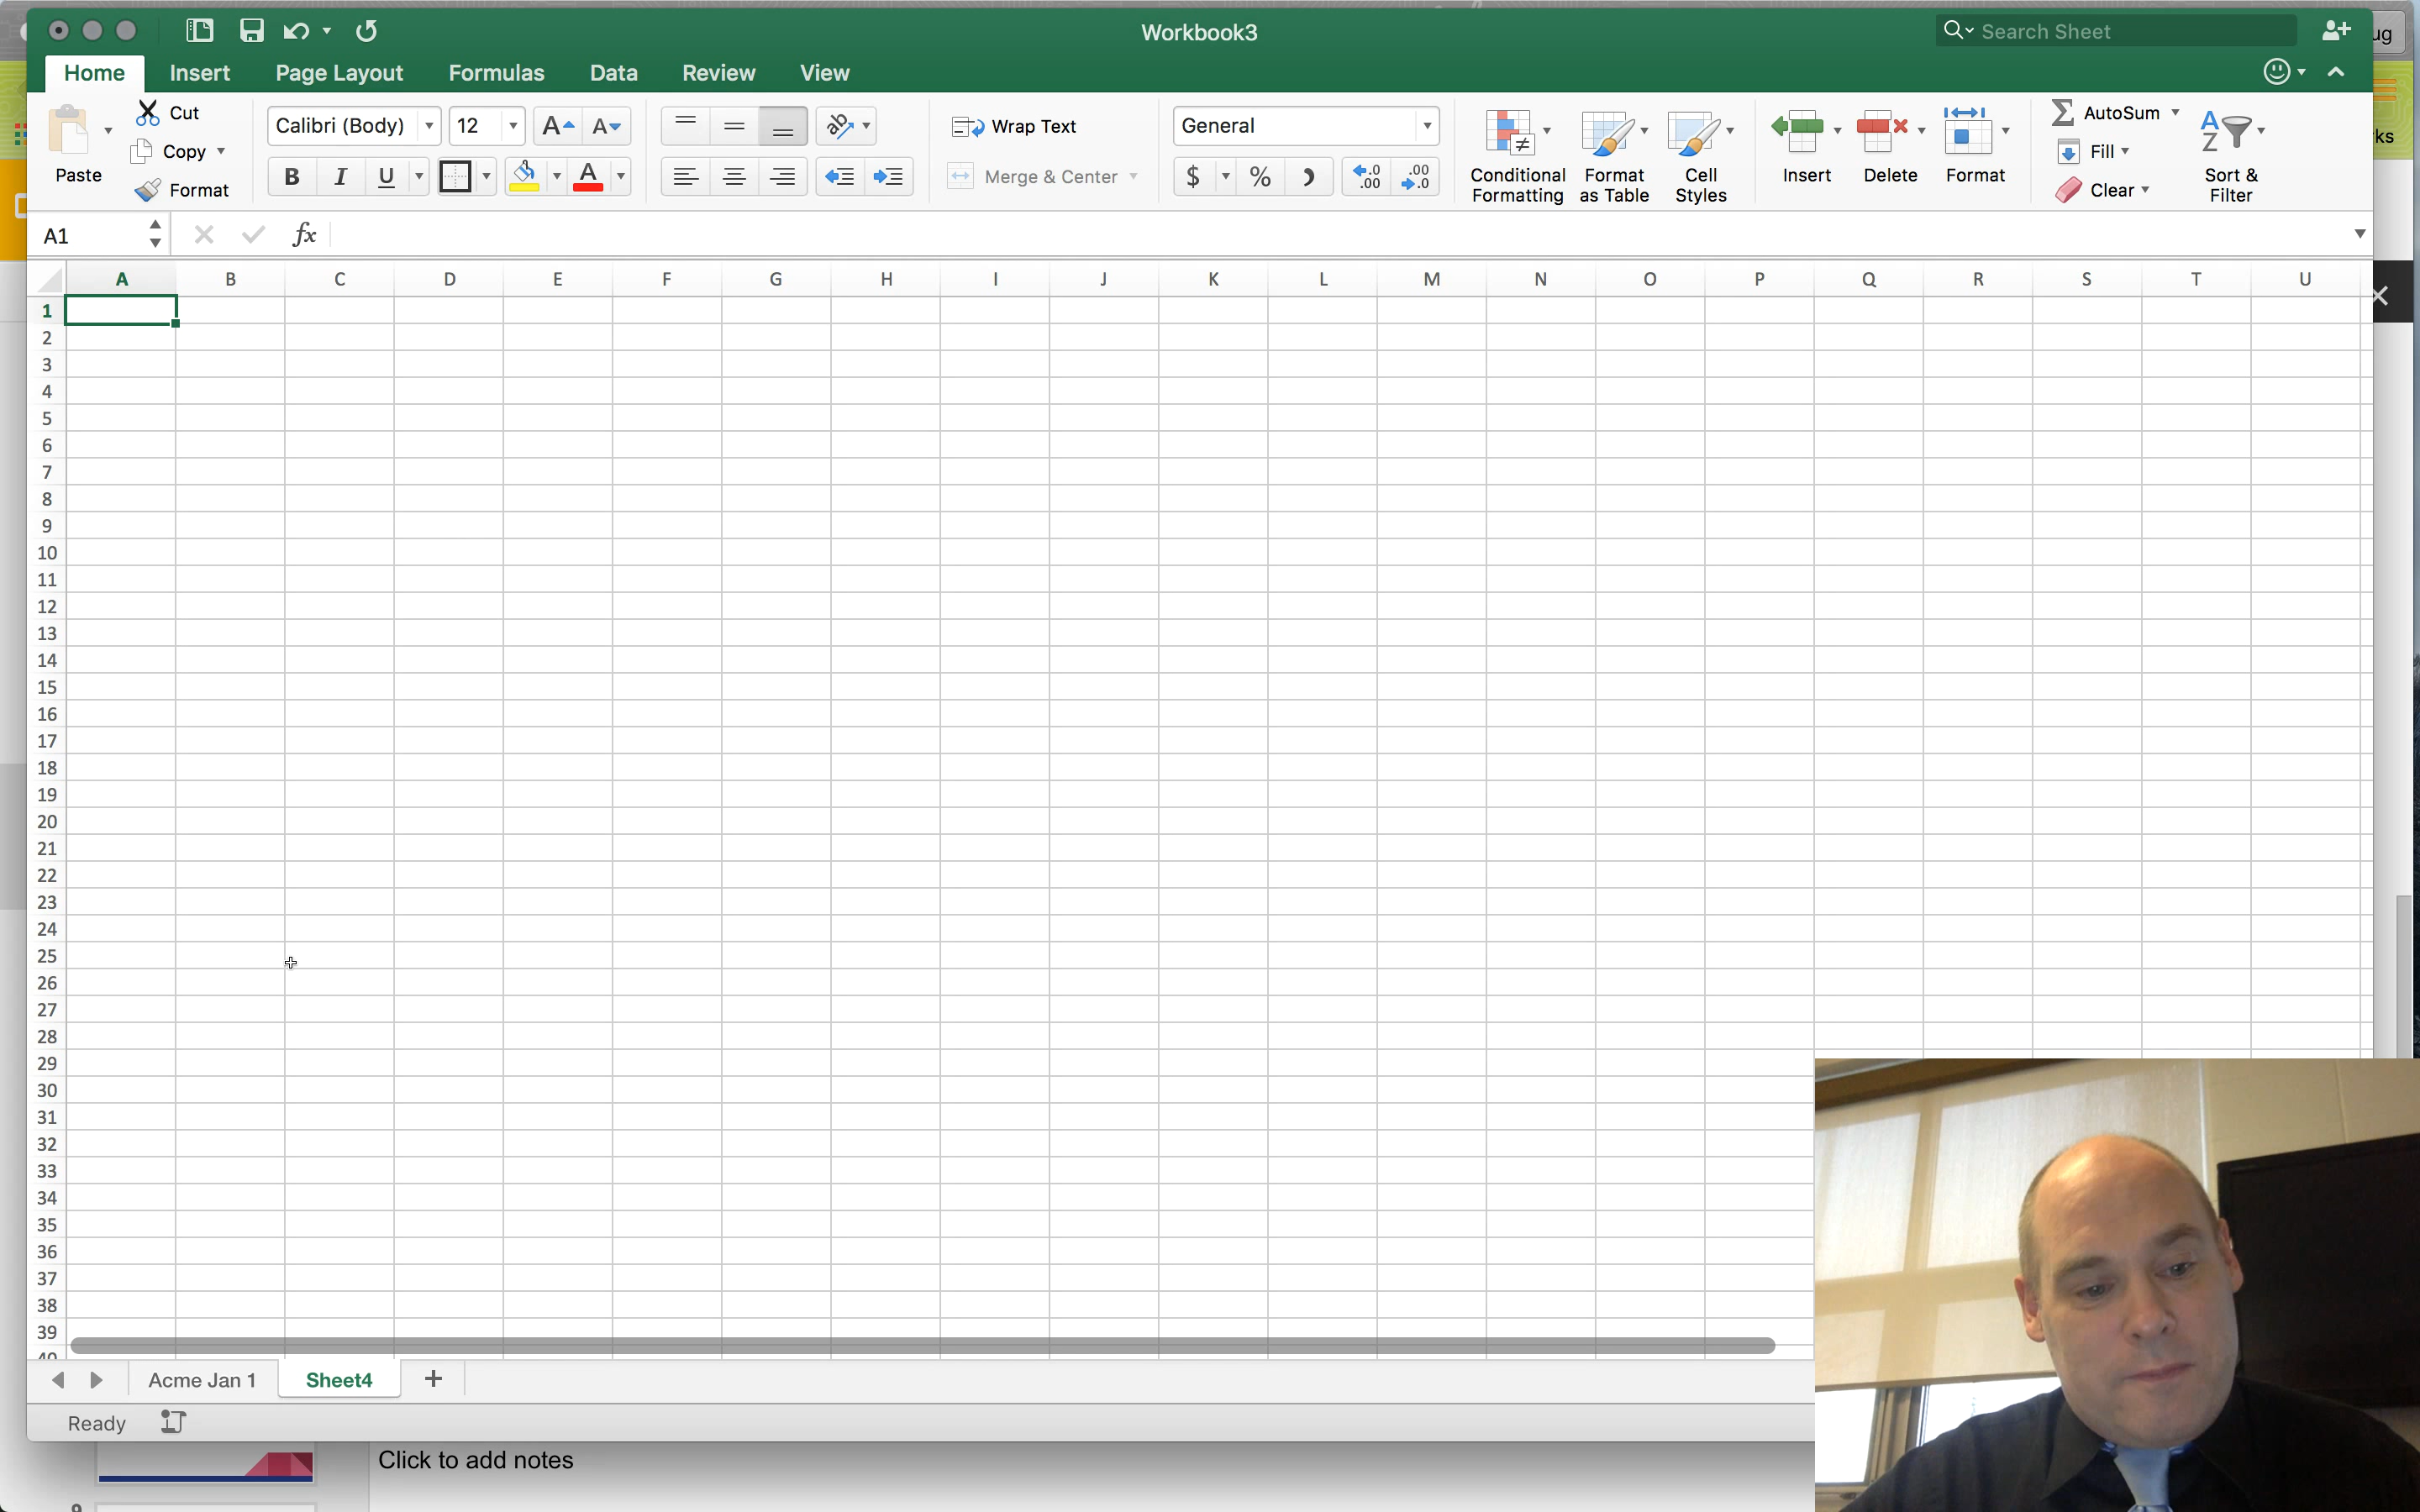 Workbook3
Search Sheet
ug
Home Insert Page Layout Formulas Data Review View
Paste
Cut
Copy
Format
Calibri (Body) 12
B I U
Wrap Text
Merge & Center
General
$ %
Conditional Formatting
Format as Table
Cell Styles
Insert
Delete
Format
AutoSum
Fill
Clear
Sort & Filter
ks
A1 fx
A B C D E F G H I J K L M N O P Q R S T U
1
2
3
4
5
6
7
8
9
10
11
12
13
14
15
16
17
18
19
20
21
22
23
24
25
26
27
28
29
30
31
32
33
34
35
36
37
38
39
40
Acme Jan 1 Sheet4 +
Ready
Click to add notes
9